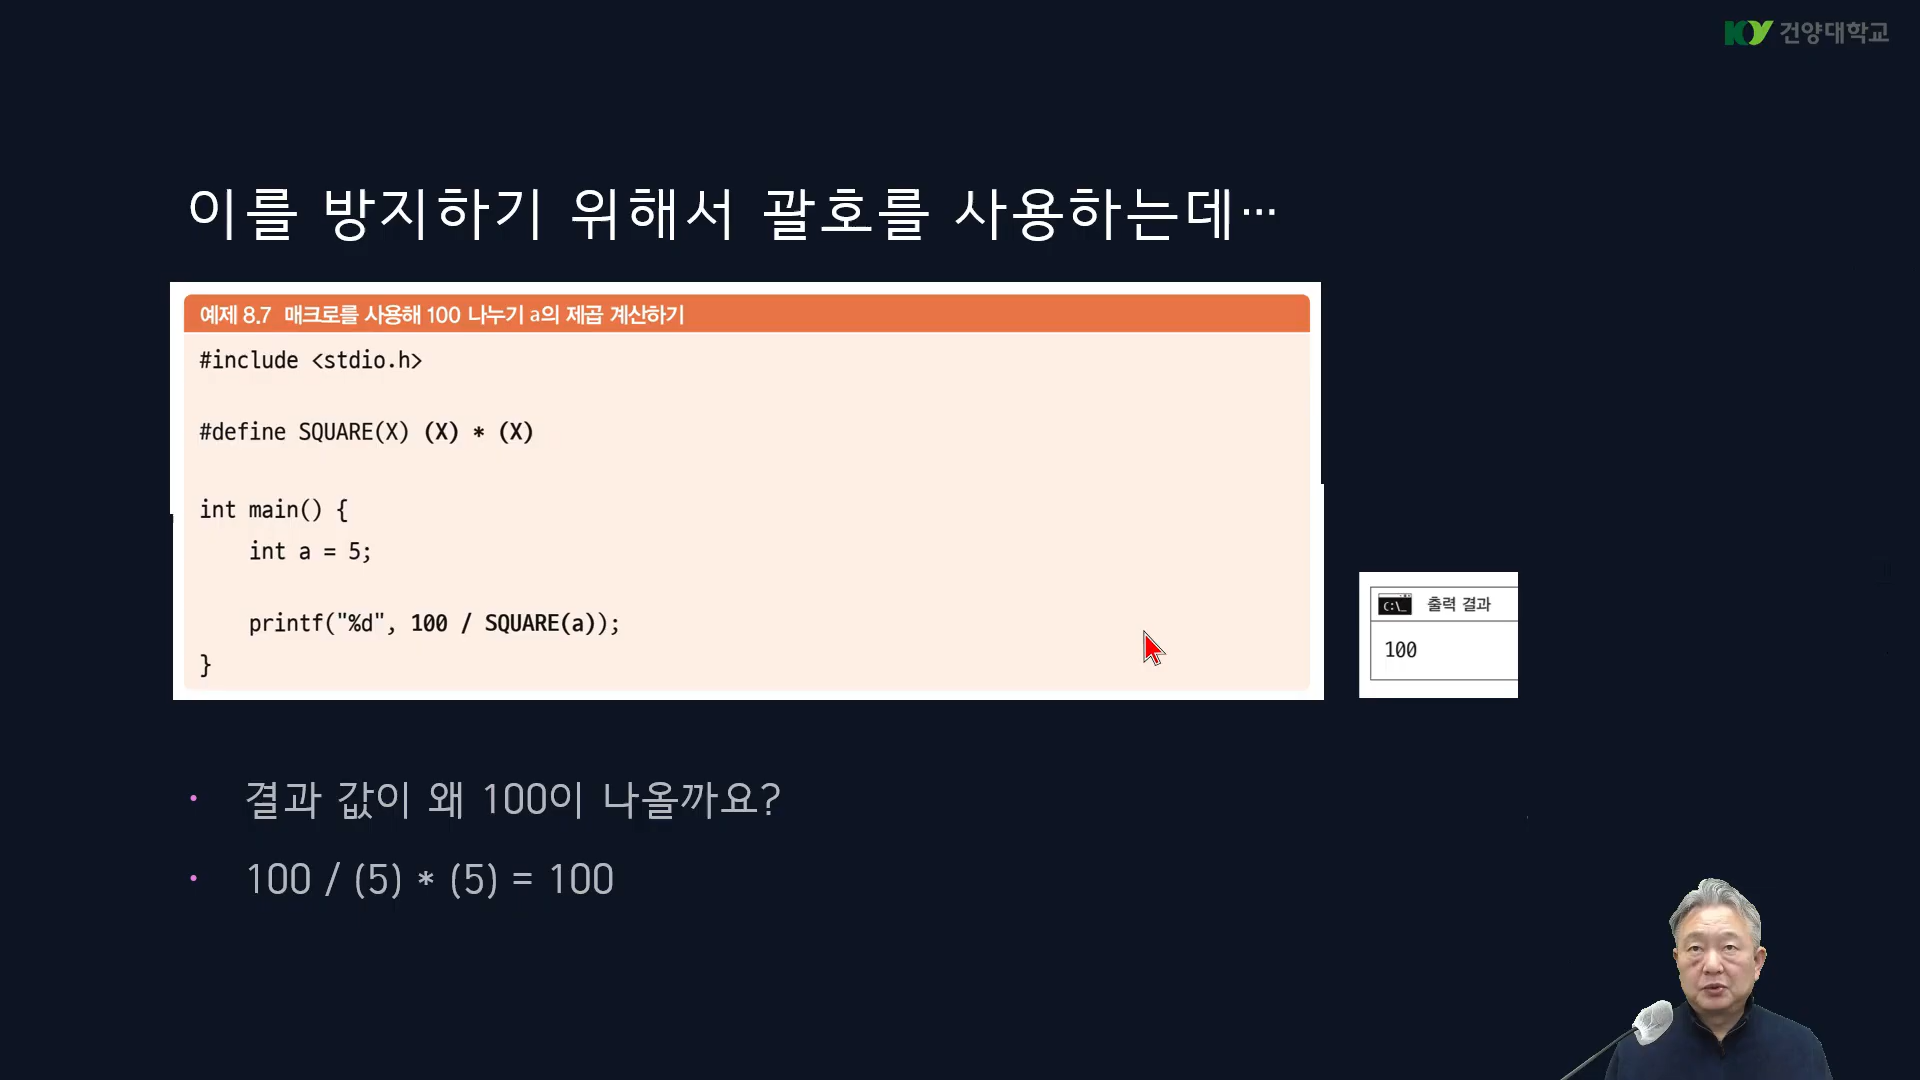 건양대학교
이를 방지하기 위해서 괄호를 사용하는데…
예제 8.7 매크로를 사용해 100 나누기 a의 제곱 계산하기
#include <stdio.h>
#define SQUARE(X) (X) * (X)
int main() {
    int a = 5;
    printf("%d", 100 / SQUARE(a));
}
C:\_ 출력 결과
100
• 결과 값이 왜 100이 나올까요?
• 100 / (5) * (5) = 100